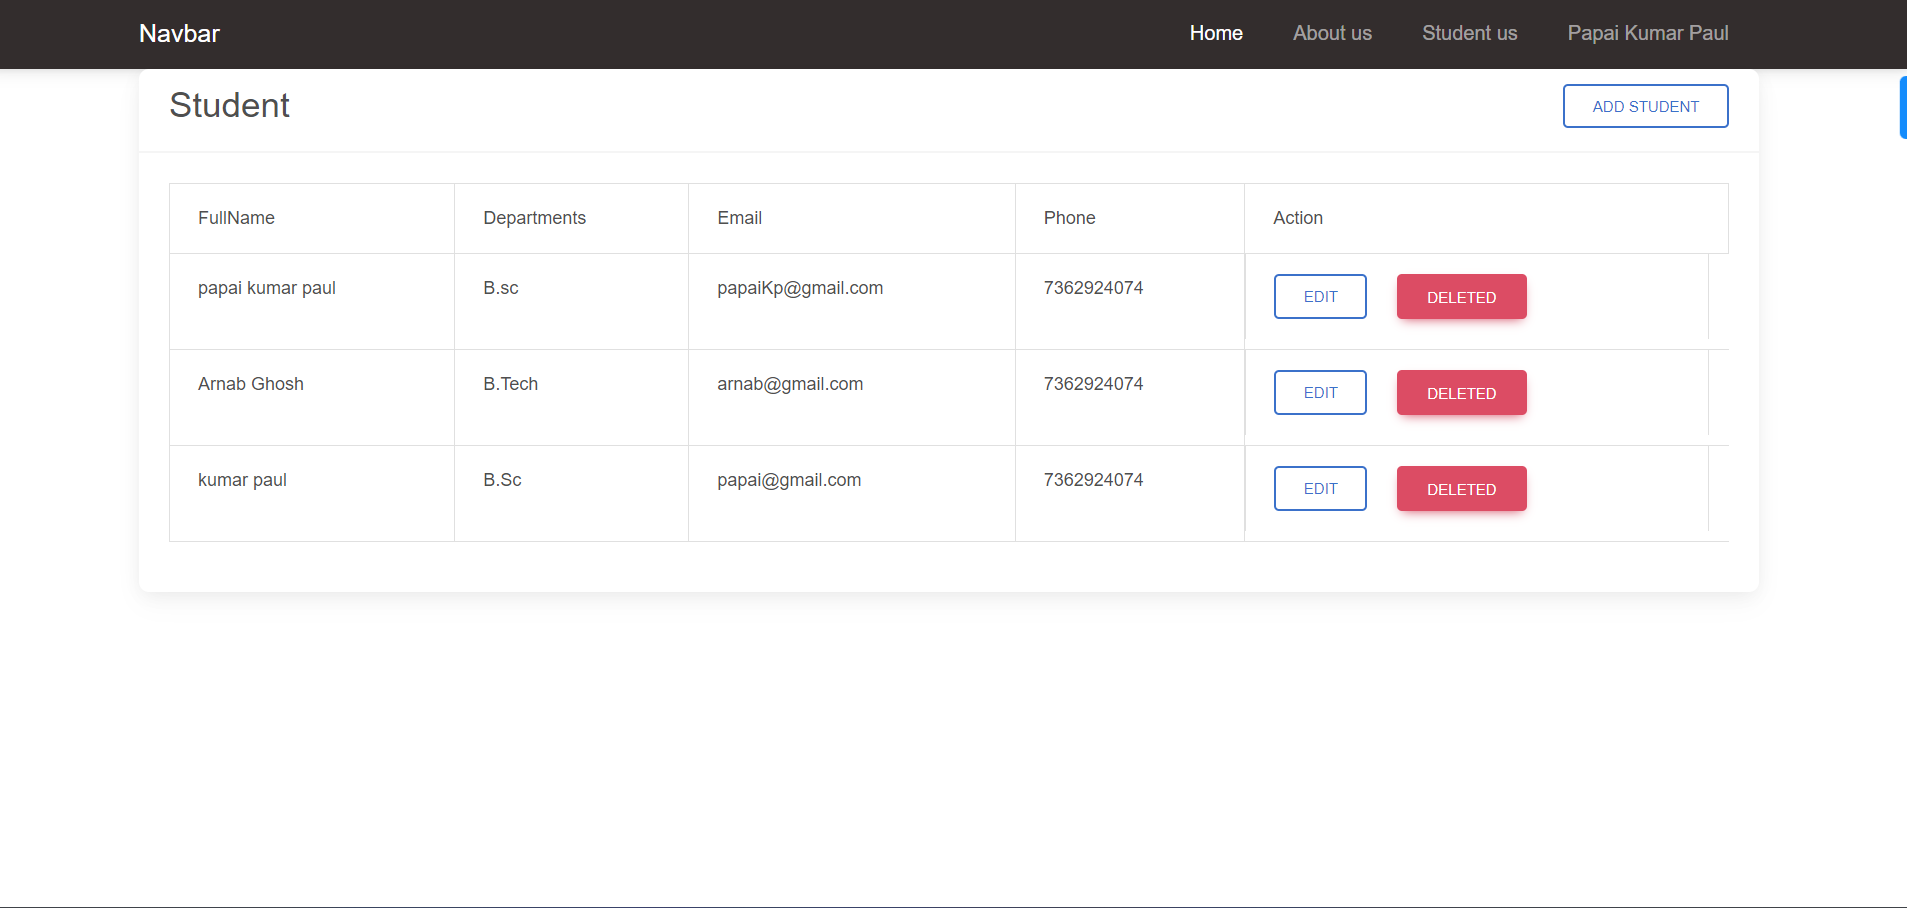 Navbar Home About us Student us Papai Kumar Paul
Student ADD STUDENT
FullName Departments Email Phone Action
papai kumar paul B.sc papaiKp@gmail.com 7362924074 EDIT DELETED
Arnab Ghosh B.Tech arnab@gmail.com 7362924074 EDIT DELETED
kumar paul B.Sc papai@gmail.com 7362924074 EDIT DELETED